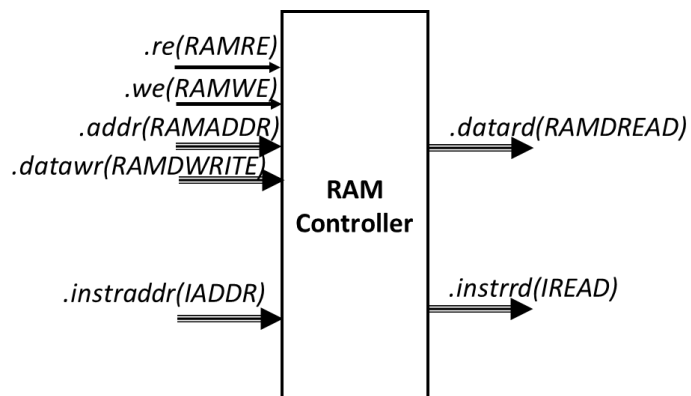 .re(RAMRE)
.we(RAMWE)
.addr(RAMADDR)
.datawr(RAMDWRITE)
.instraddr(IADDR)
RAM
Controller
.datard(RAMDREAD)
.instrrd(IREAD)